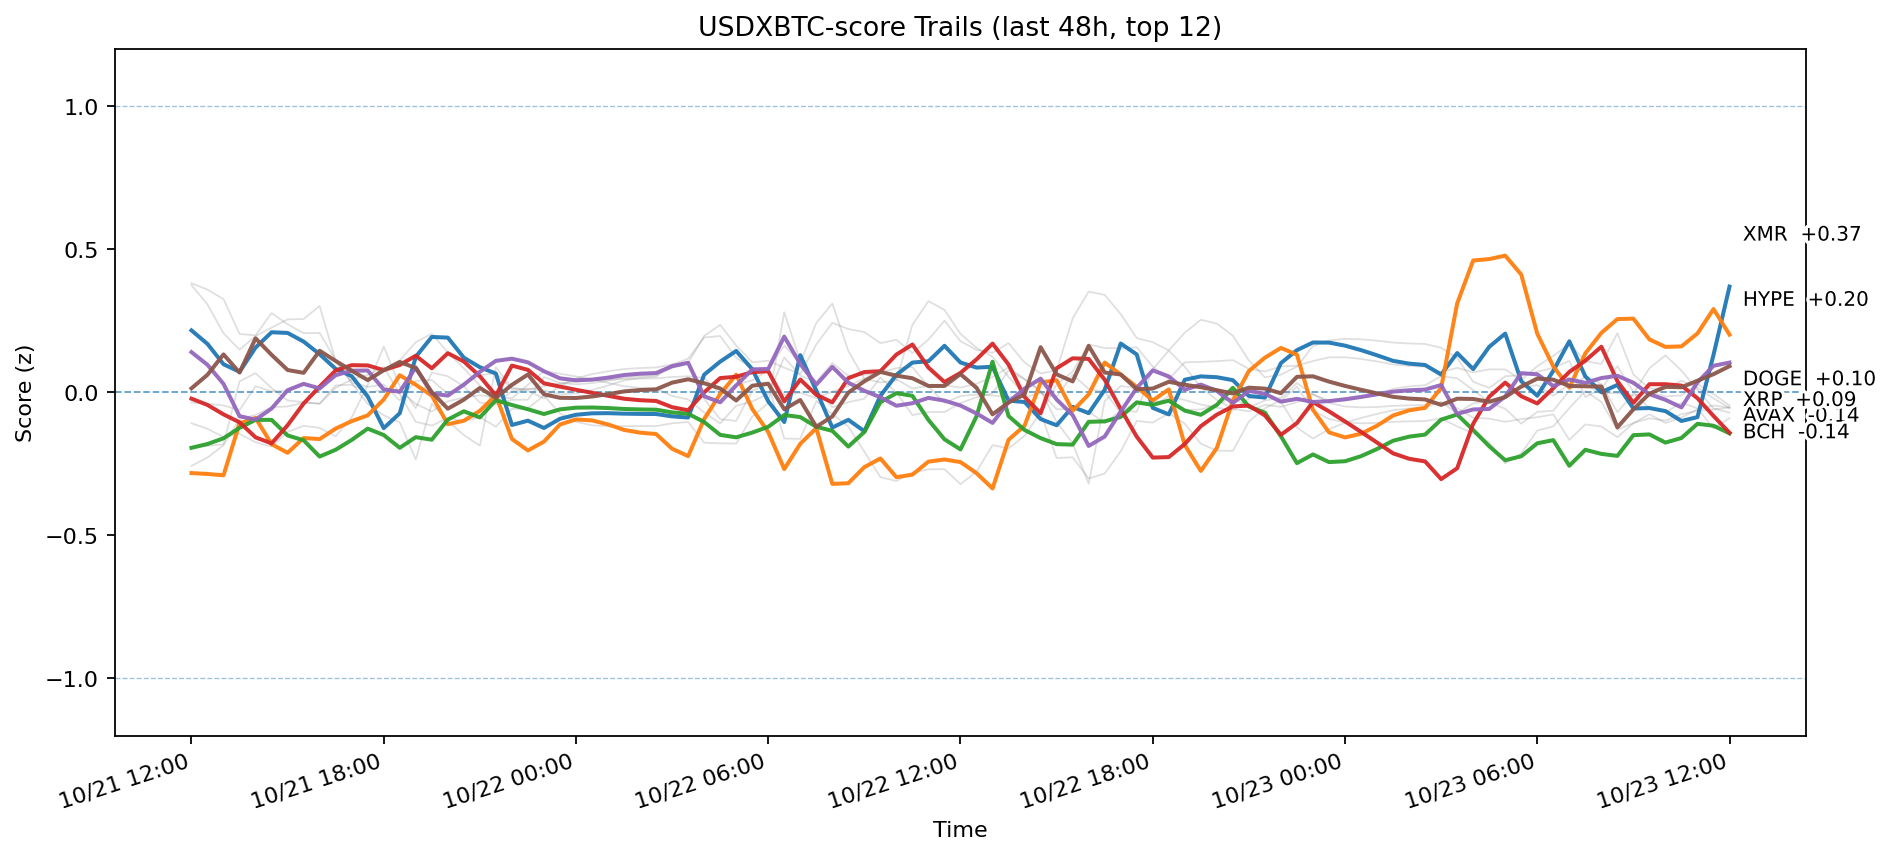 USDXBTC-score Trails (last 48h, top 12)
Score (z)
1.0
0.5
0.0
−0.5
−1.0
XMR +0.37
HYPE +0.20
DOGE +0.10
XRP +0.09
AVAX -0.14
BCH -0.14
10/21 12:00
10/21 18:00
10/22 00:00
10/22 06:00
10/22 12:00
10/22 18:00
10/23 00:00
10/23 06:00
10/23 12:00
Time